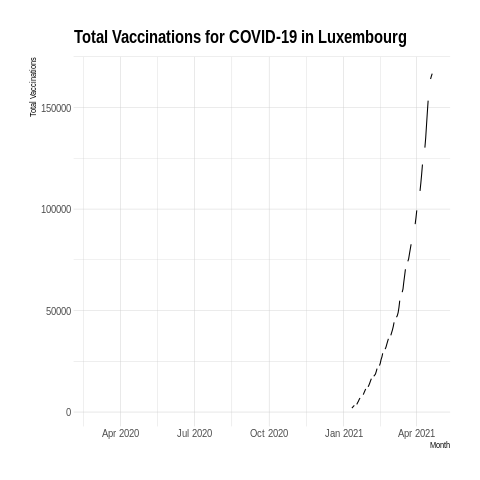 Total Vaccinations for COVID-19 in Luxembourg
Total Vaccinations
150000
100000
50000
0
Apr 2020
Jul 2020
Oct 2020
Jan 2021
Apr 2021
Month